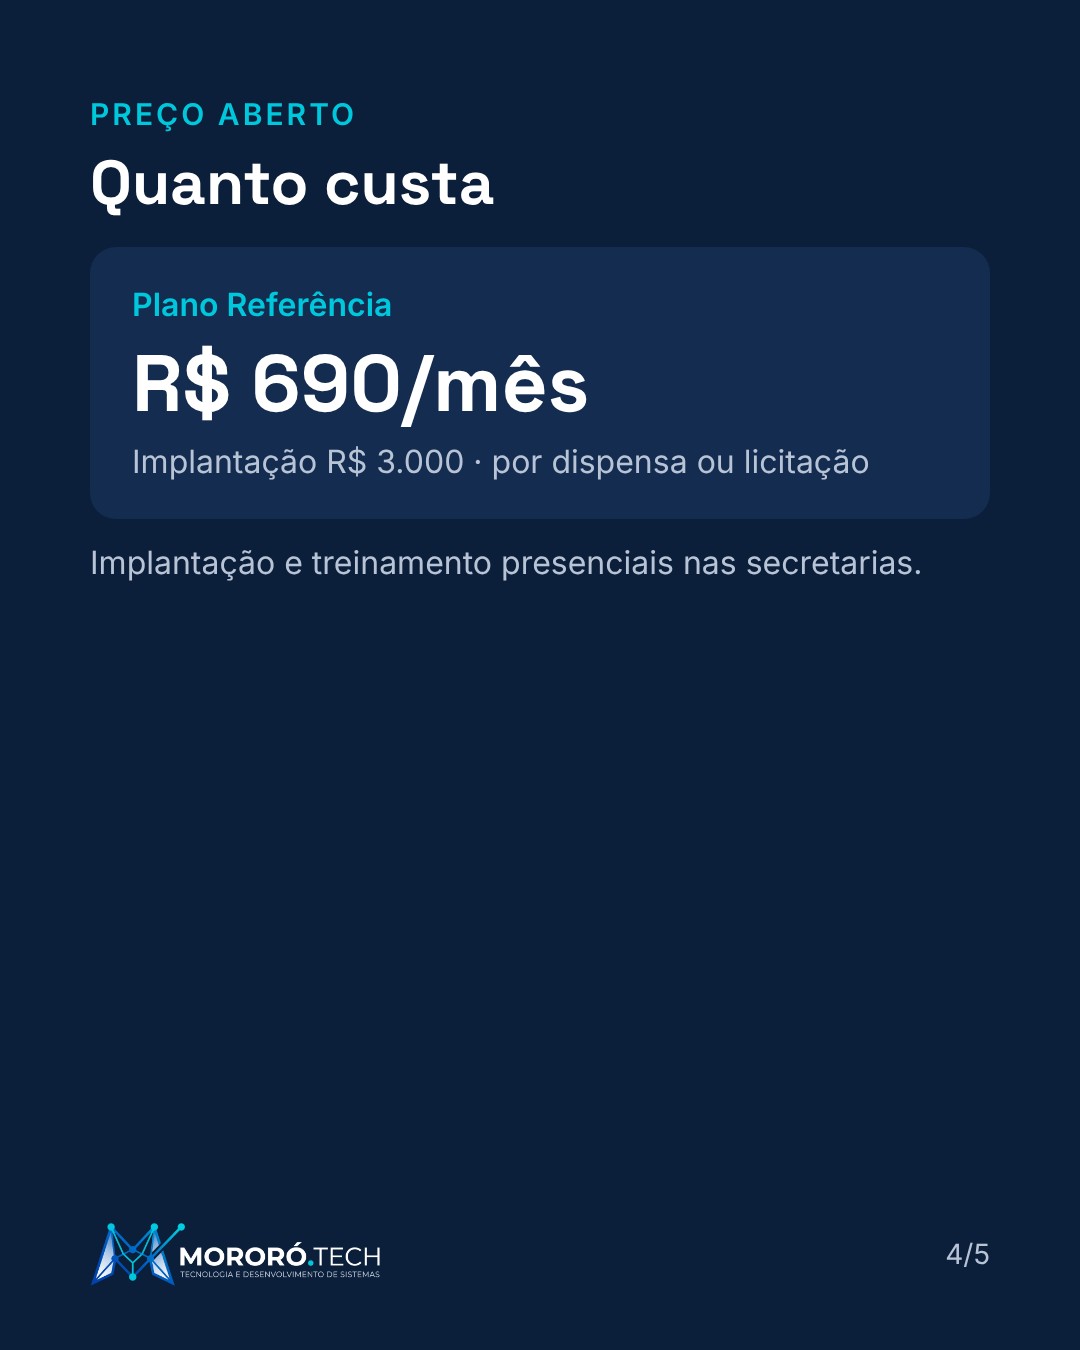 PREÇO ABERTO
Quanto custa
Plano Referência
R$ 690/mês
Implantação R$ 3.000 · por dispensa ou licitação
Implantação e treinamento presenciais nas secretarias.
MORORÓ.TECH
TECNOLOGIA E DESENVOLVIMENTO DE SISTEMAS
4/5